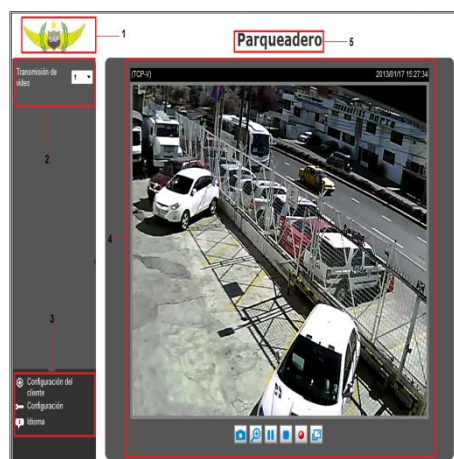 1
Parqueadero
5
Transmisión de
vídeo
1
2
(TCP-V)
2013/01/17 15:27:34
4
3
Configuración del
cliente
Configuración
Idioma